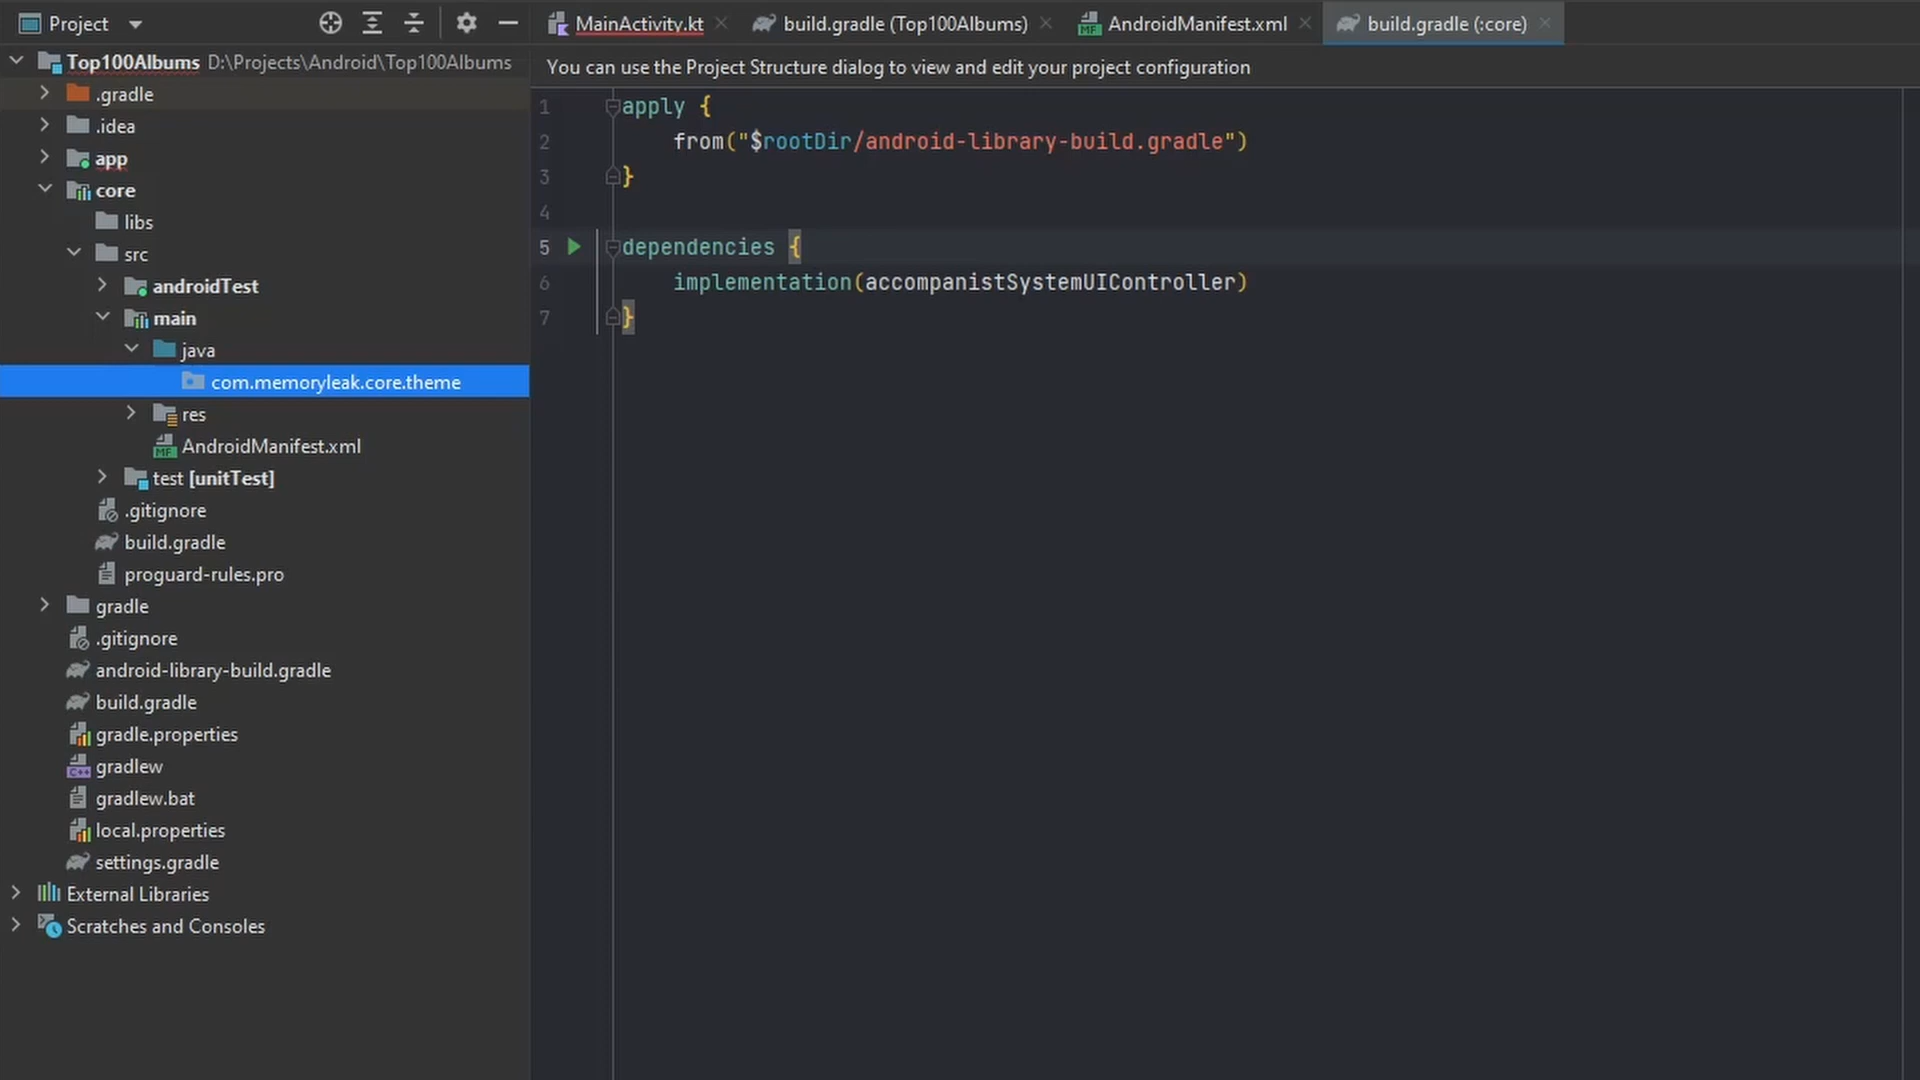 Project
MainActivity.kt
build.gradle (Top100Albums)
AndroidManifest.xml
build.gradle (:core)
Top100Albums D:\Projects\Android\Top100Albums
.gradle
.idea
app
core
libs
src
androidTest
main
java
com.memoryleak.core.theme
res
MF AndroidManifest.xml
test [unitTest]
.gitignore
build.gradle
proguard-rules.pro
gradle
.gitignore
android-library-build.gradle
build.gradle
gradle.properties
C++ gradlew
gradlew.bat
local.properties
settings.gradle
External Libraries
Scratches and Consoles
You can use the Project Structure dialog to view and edit your project configuration
1 apply {
2 from("$rootDir/android-library-build.gradle")
3 }
4
5 dependencies {
6 implementation(accompanistSystemUIController)
7 }